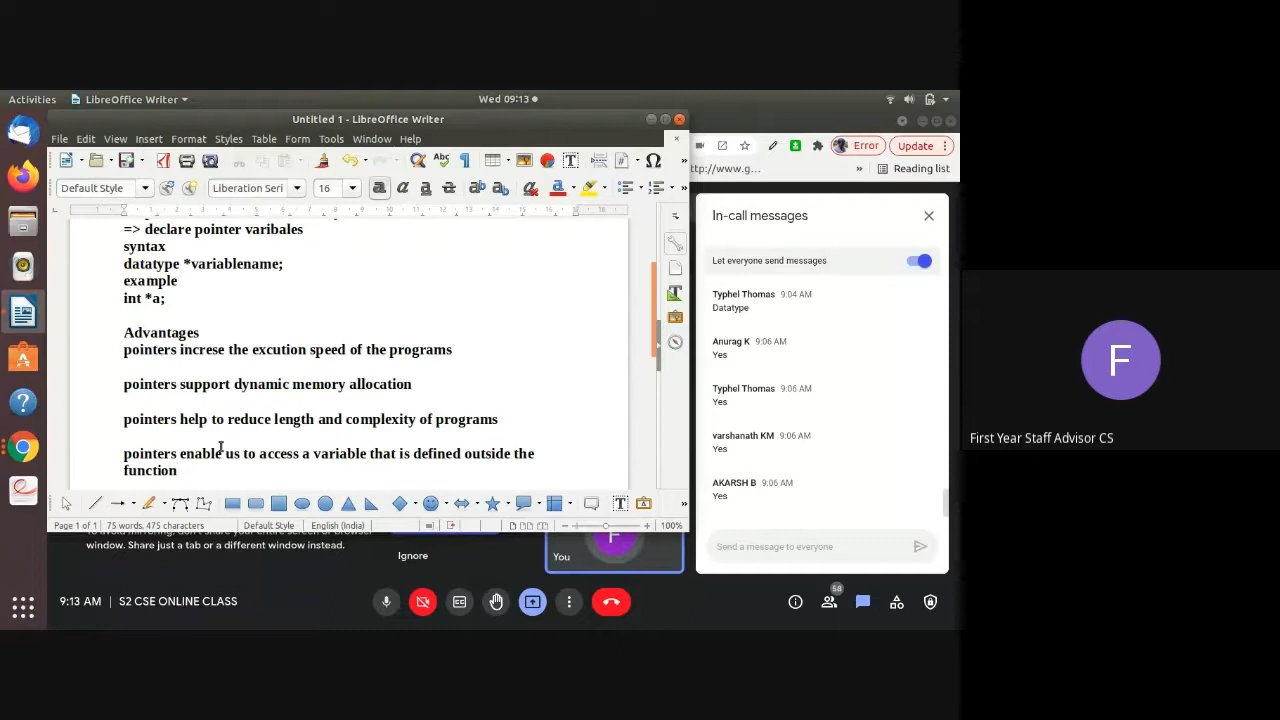 Activities LibreOffice Writer Wed 09:13
Untitled 1 - LibreOffice Writer
File Edit View Insert Format Styles Table Form Tools Window Help
Default Style Liberation Seri 16
=> declare pointer varibales
syntax
datatype *variablename;
example
int *a;
Advantages
pointers increse the excution speed of the programs
pointers support dynamic memory allocation
pointers help to reduce length and complexity of programs
pointers enable us to access a variable that is defined outside the
function
Page 1 of 1 75 words, 475 characters Default Style English (India) 100%
Error Update
ttp://www.g... » Reading list
In-call messages
Let everyone send messages
Typhel Thomas 9:04 AM
Datatype
Anurag K 9:06 AM
Yes
Typhel Thomas 9:06 AM
Yes
varshanath KM 9:06 AM
Yes
AKARSH B 9:06 AM
Yes
Send a message to everyone
window. Share just a tab or a different window instead.
Ignore
You
F
9:13 AM | S2 CSE ONLINE CLASS
58
F
First Year Staff Advisor CS